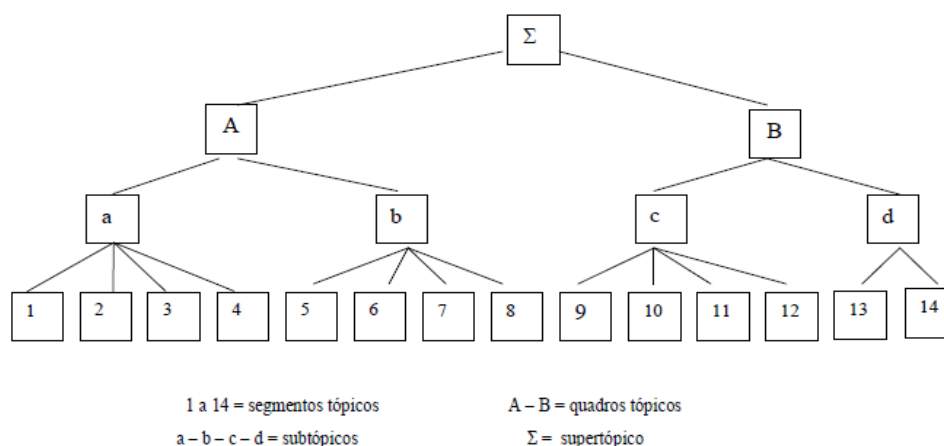 Σ
A B
a b c d
1 2 3 4 5 6 7 8 9 10 11 12 13 14
1 a 14 = segmentos tópicos A – B = quadros tópicos
a – b – c – d = subtópicos Σ = supertópico